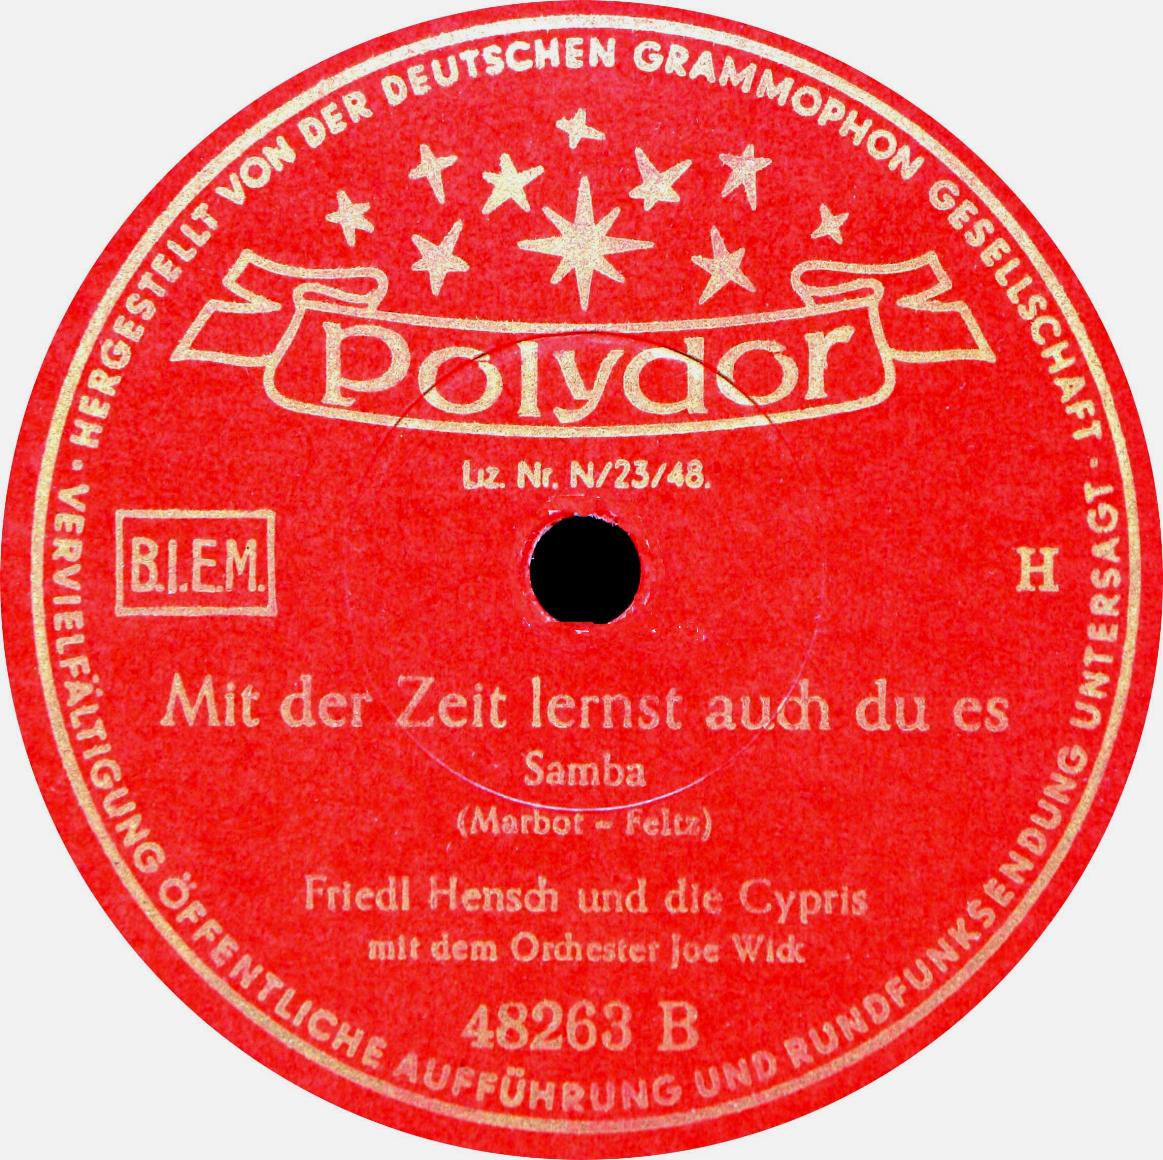 HERGESTELLT VON DER DEUTSCHEN GRAMMOPHON GESELLSCHAFT · VERVIELFÄLTIGUNG ÖFFENTLICHE AUFFÜHRUNG UND RUNDFUNKSENDUNG UNTERSAGT ·
polydor
Liz. Nr. N/23/48.
B.I.E.M.
H
Mit der Zeit lernst auch du es
Samba
(Marbot - Feltz)
Friedl Hensch und die Cypris
mit dem Orchester Joe Wick
48263 B